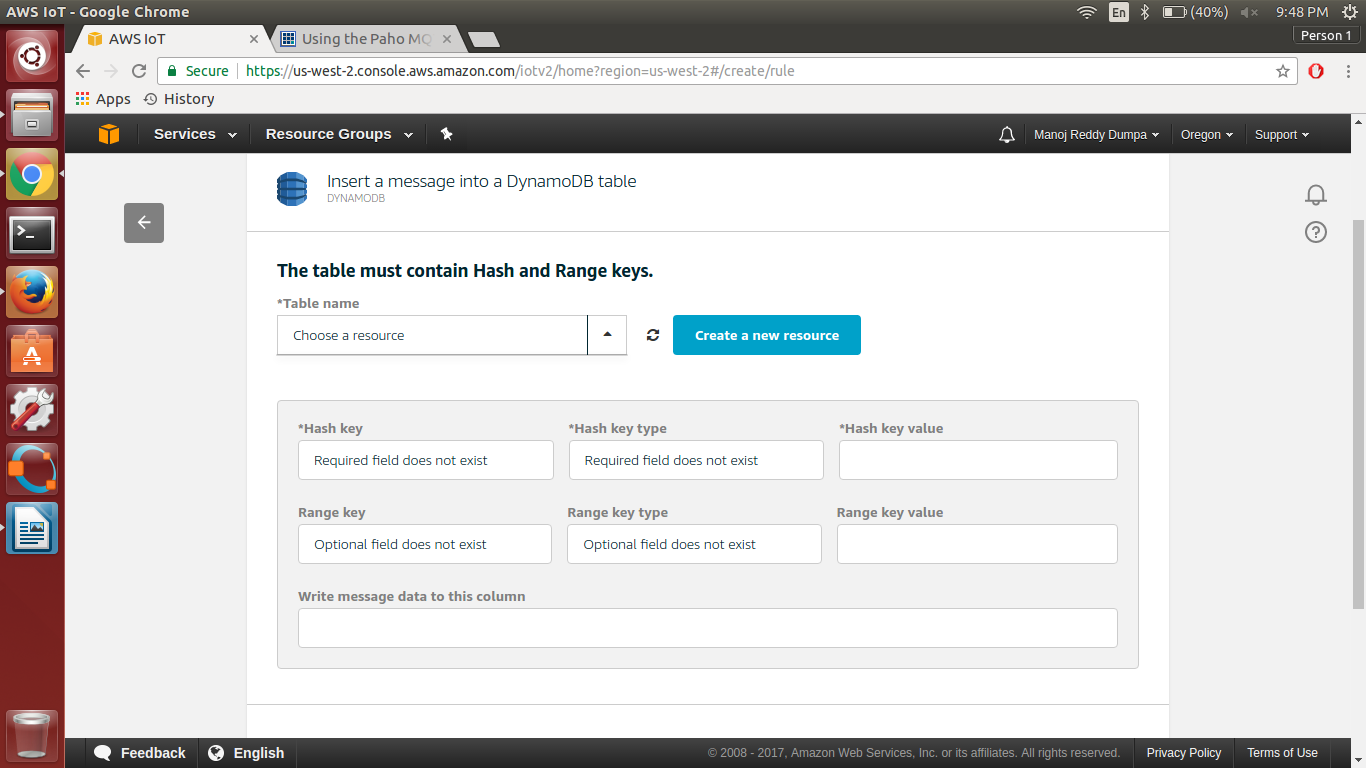 AWS IoT - Google Chrome
En
(40%)
9:48 PM
AWS IoT
Using the Paho MQ
Person 1
Secure
https://us-west-2.console.aws.amazon.com/iotv2/home?region=us-west-2#/create/rule
Apps
History
Services
Resource Groups
Manoj Reddy Dumpa
Oregon
Support
Insert a message into a DynamoDB table
DYNAMODB
The table must contain Hash and Range keys.
*Table name
Choose a resource
Create a new resource
*Hash key
*Hash key type
*Hash key value
Required field does not exist
Required field does not exist
Range key
Range key type
Range key value
Optional field does not exist
Optional field does not exist
Write message data to this column
Feedback
English
© 2008 - 2017, Amazon Web Services, Inc. or its affiliates. All rights reserved.
Privacy Policy
Terms of Use